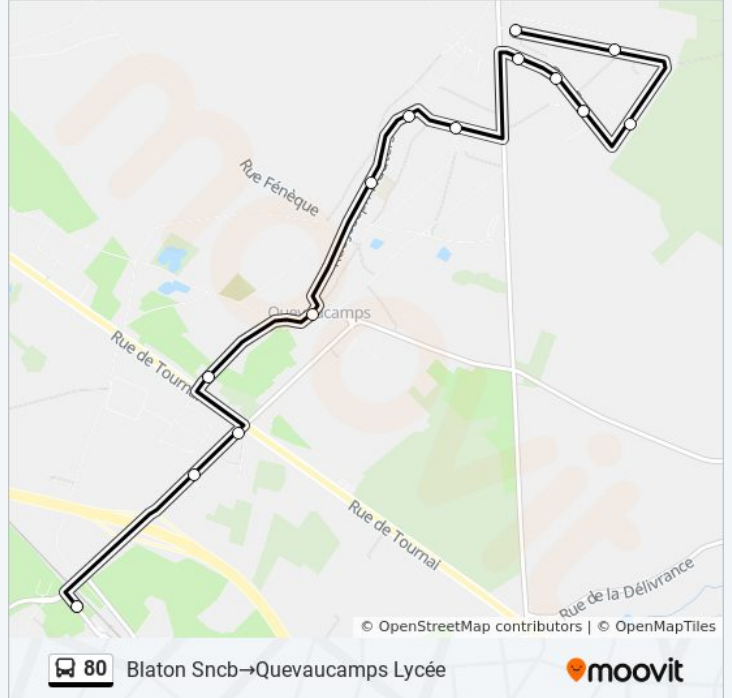 Rue Fénèque
Quevaucamps
Rue de Tournai
Rue de Tournai
Rue de la Délivrance
© OpenStreetMap contributors | © OpenMapTiles
80 Blaton Sncb→Quevaucamps Lycée
moovit